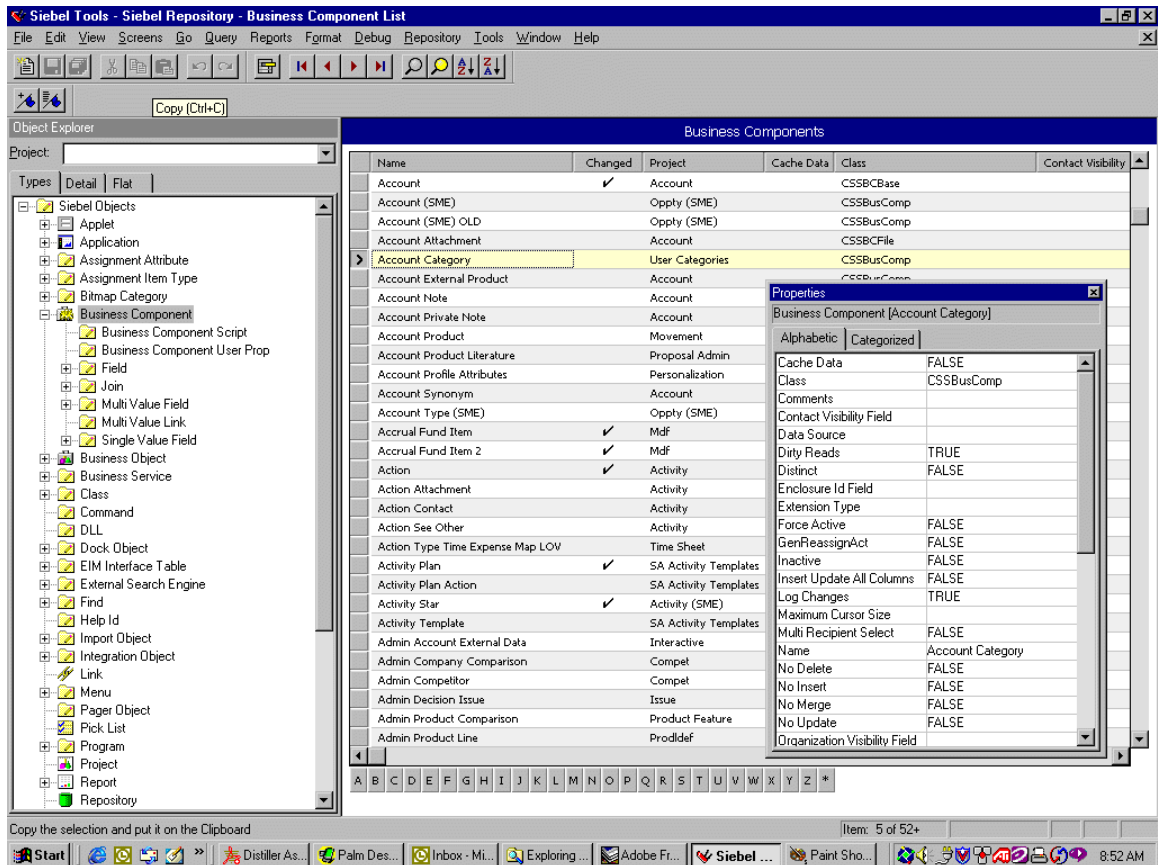 Siebel Tools - Siebel Repository - Business Component List
File Edit View Screens Go Query Reports Format Debug Repository Tools Window Help
Copy (Ctrl+C)
Object Explorer
Project:
Types Detail Flat
Siebel Objects
Applet
Application
Assignment Attribute
Assignment Item Type
Bitmap Category
Business Component
Business Component Script
Business Component User Prop
Field
Join
Multi Value Field
Multi Value Link
Single Value Field
Business Object
Business Service
Class
Command
DLL
Dock Object
EIM Interface Table
External Search Engine
Find
Help Id
Import Object
Integration Object
Link
Menu
Pager Object
Pick List
Program
Project
Report
Repository
Business Components
Name Changed Project Cache Data Class Contact Visibility
Account Account CSSBCBase
Account (SME) Oppty (SME) CSSBusComp
Account (SME) OLD Oppty (SME) CSSBusComp
Account Attachment Account CSSBCFile
Account Category User Categories CSSBusComp
Account External Product Account CSSBusComp
Account Note Account
Account Private Note Account
Account Product Movement
Account Product Literature Proposal Admin
Account Profile Attributes Personalization
Account Synonym Account
Account Type (SME) Oppty (SME)
Accrual Fund Item Mdf
Accrual Fund Item 2 Mdf
Action Activity
Action Attachment Activity
Action Contact Activity
Action See Other Activity
Action Type Time Expense Map LOV Time Sheet
Activity Plan SA Activity Templates
Activity Plan Action SA Activity Templates
Activity Star Activity (SME)
Activity Template SA Activity Templates
Admin Account External Data Interactive
Admin Company Comparison Compet
Admin Competitor Compet
Admin Decision Issue Issue
Admin Product Comparison Product Feature
Admin Product Line Prodldef
A B C D E F G H I J K L M N O P Q R S T U V W X Y Z *
Properties
Business Component [Account Category]
Alphabetic Categorized
Cache Data FALSE
Class CSSBusComp
Comments
Contact Visibility Field
Data Source
Dirty Reads TRUE
Distinct FALSE
Enclosure Id Field
Extension Type
Force Active FALSE
GenReassignAct FALSE
Inactive FALSE
Insert Update All Columns FALSE
Log Changes TRUE
Maximum Cursor Size
Multi Recipient Select FALSE
Name Account Category
No Delete FALSE
No Insert FALSE
No Merge FALSE
No Update FALSE
Organization Visibility Field
Copy the selection and put it on the Clipboard
Item: 5 of 52+
Start » Distiller As... Palm Des... Inbox - Mi... Exploring ... Adobe Fr... Siebel ... Paint Sho... 8:52 AM